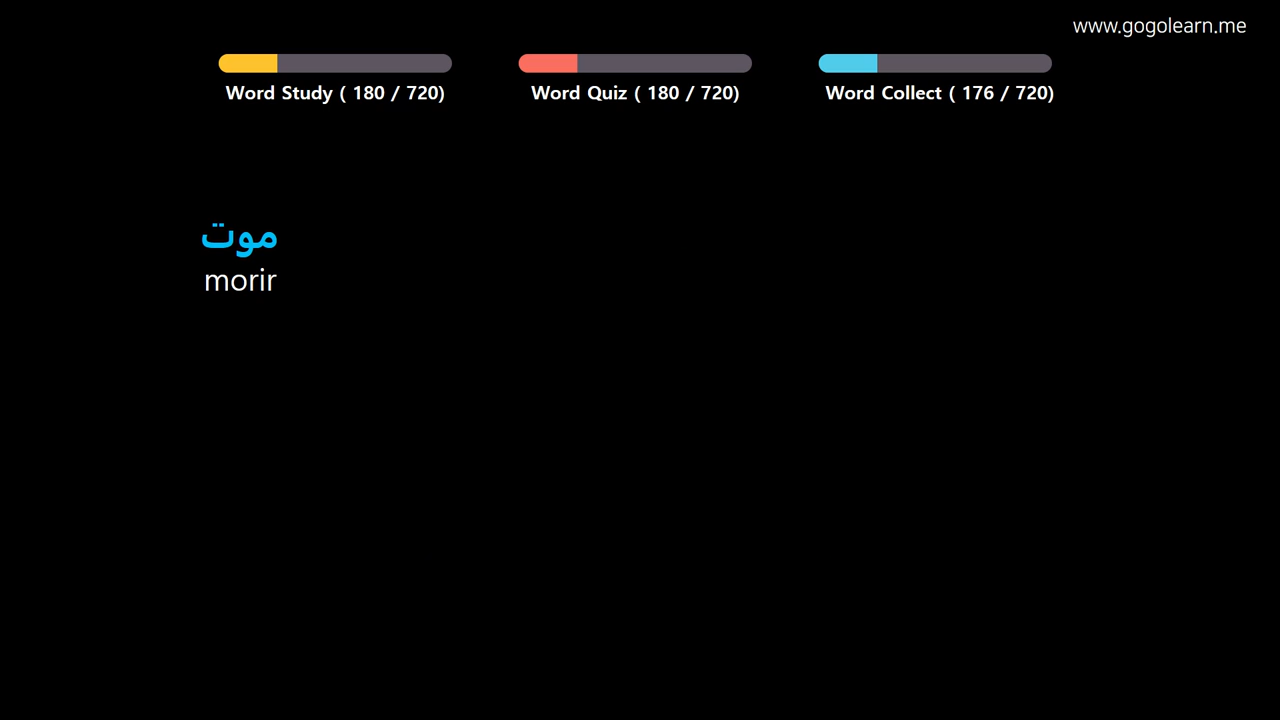 www.gogolearn.me
Word Study ( 180 / 720)
Word Quiz ( 180 / 720)
Word Collect ( 176 / 720)
موت
morir